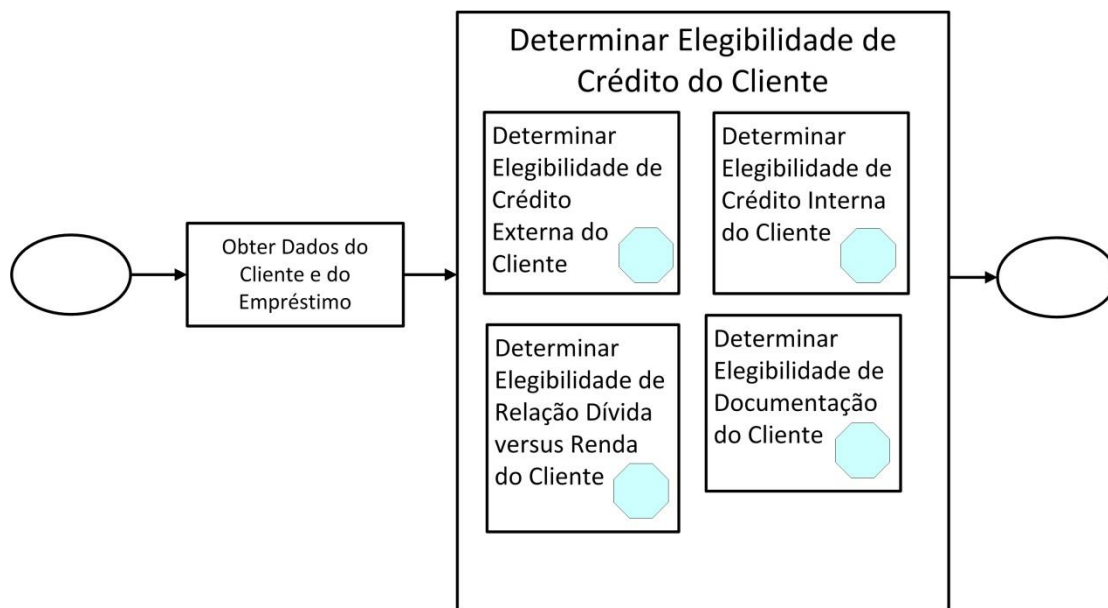 Determinar Elegibilidade de
Crédito do Cliente
Determinar
Elegibilidade de
Crédito
Externa do
Cliente
Determinar
Elegibilidade de
Crédito Interna
do Cliente
Obter Dados do
Cliente e do
Empréstimo
Determinar
Elegibilidade de
Relação Dívida
versus Renda
do Cliente
Determinar
Elegibilidade de
Documentação
do Cliente